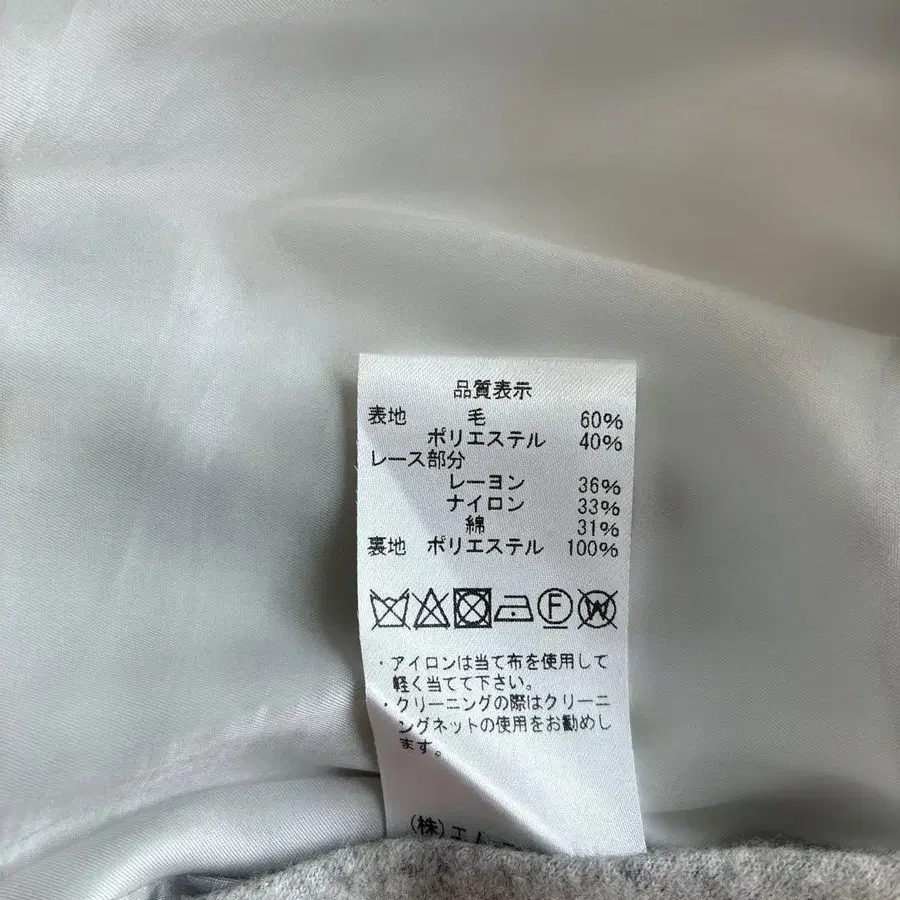 品質表示
表地 毛 60%
ポリエステル 40%
レース部分
レーヨン 36%
ナイロン 33%
綿 31%
裏地 ポリエステル 100%
F W
・アイロンは当て布を使用して
軽く当てて下さい。
・クリーニングの際はクリーニ
ングネットの使用をお勧めし
ます。
(株)エム